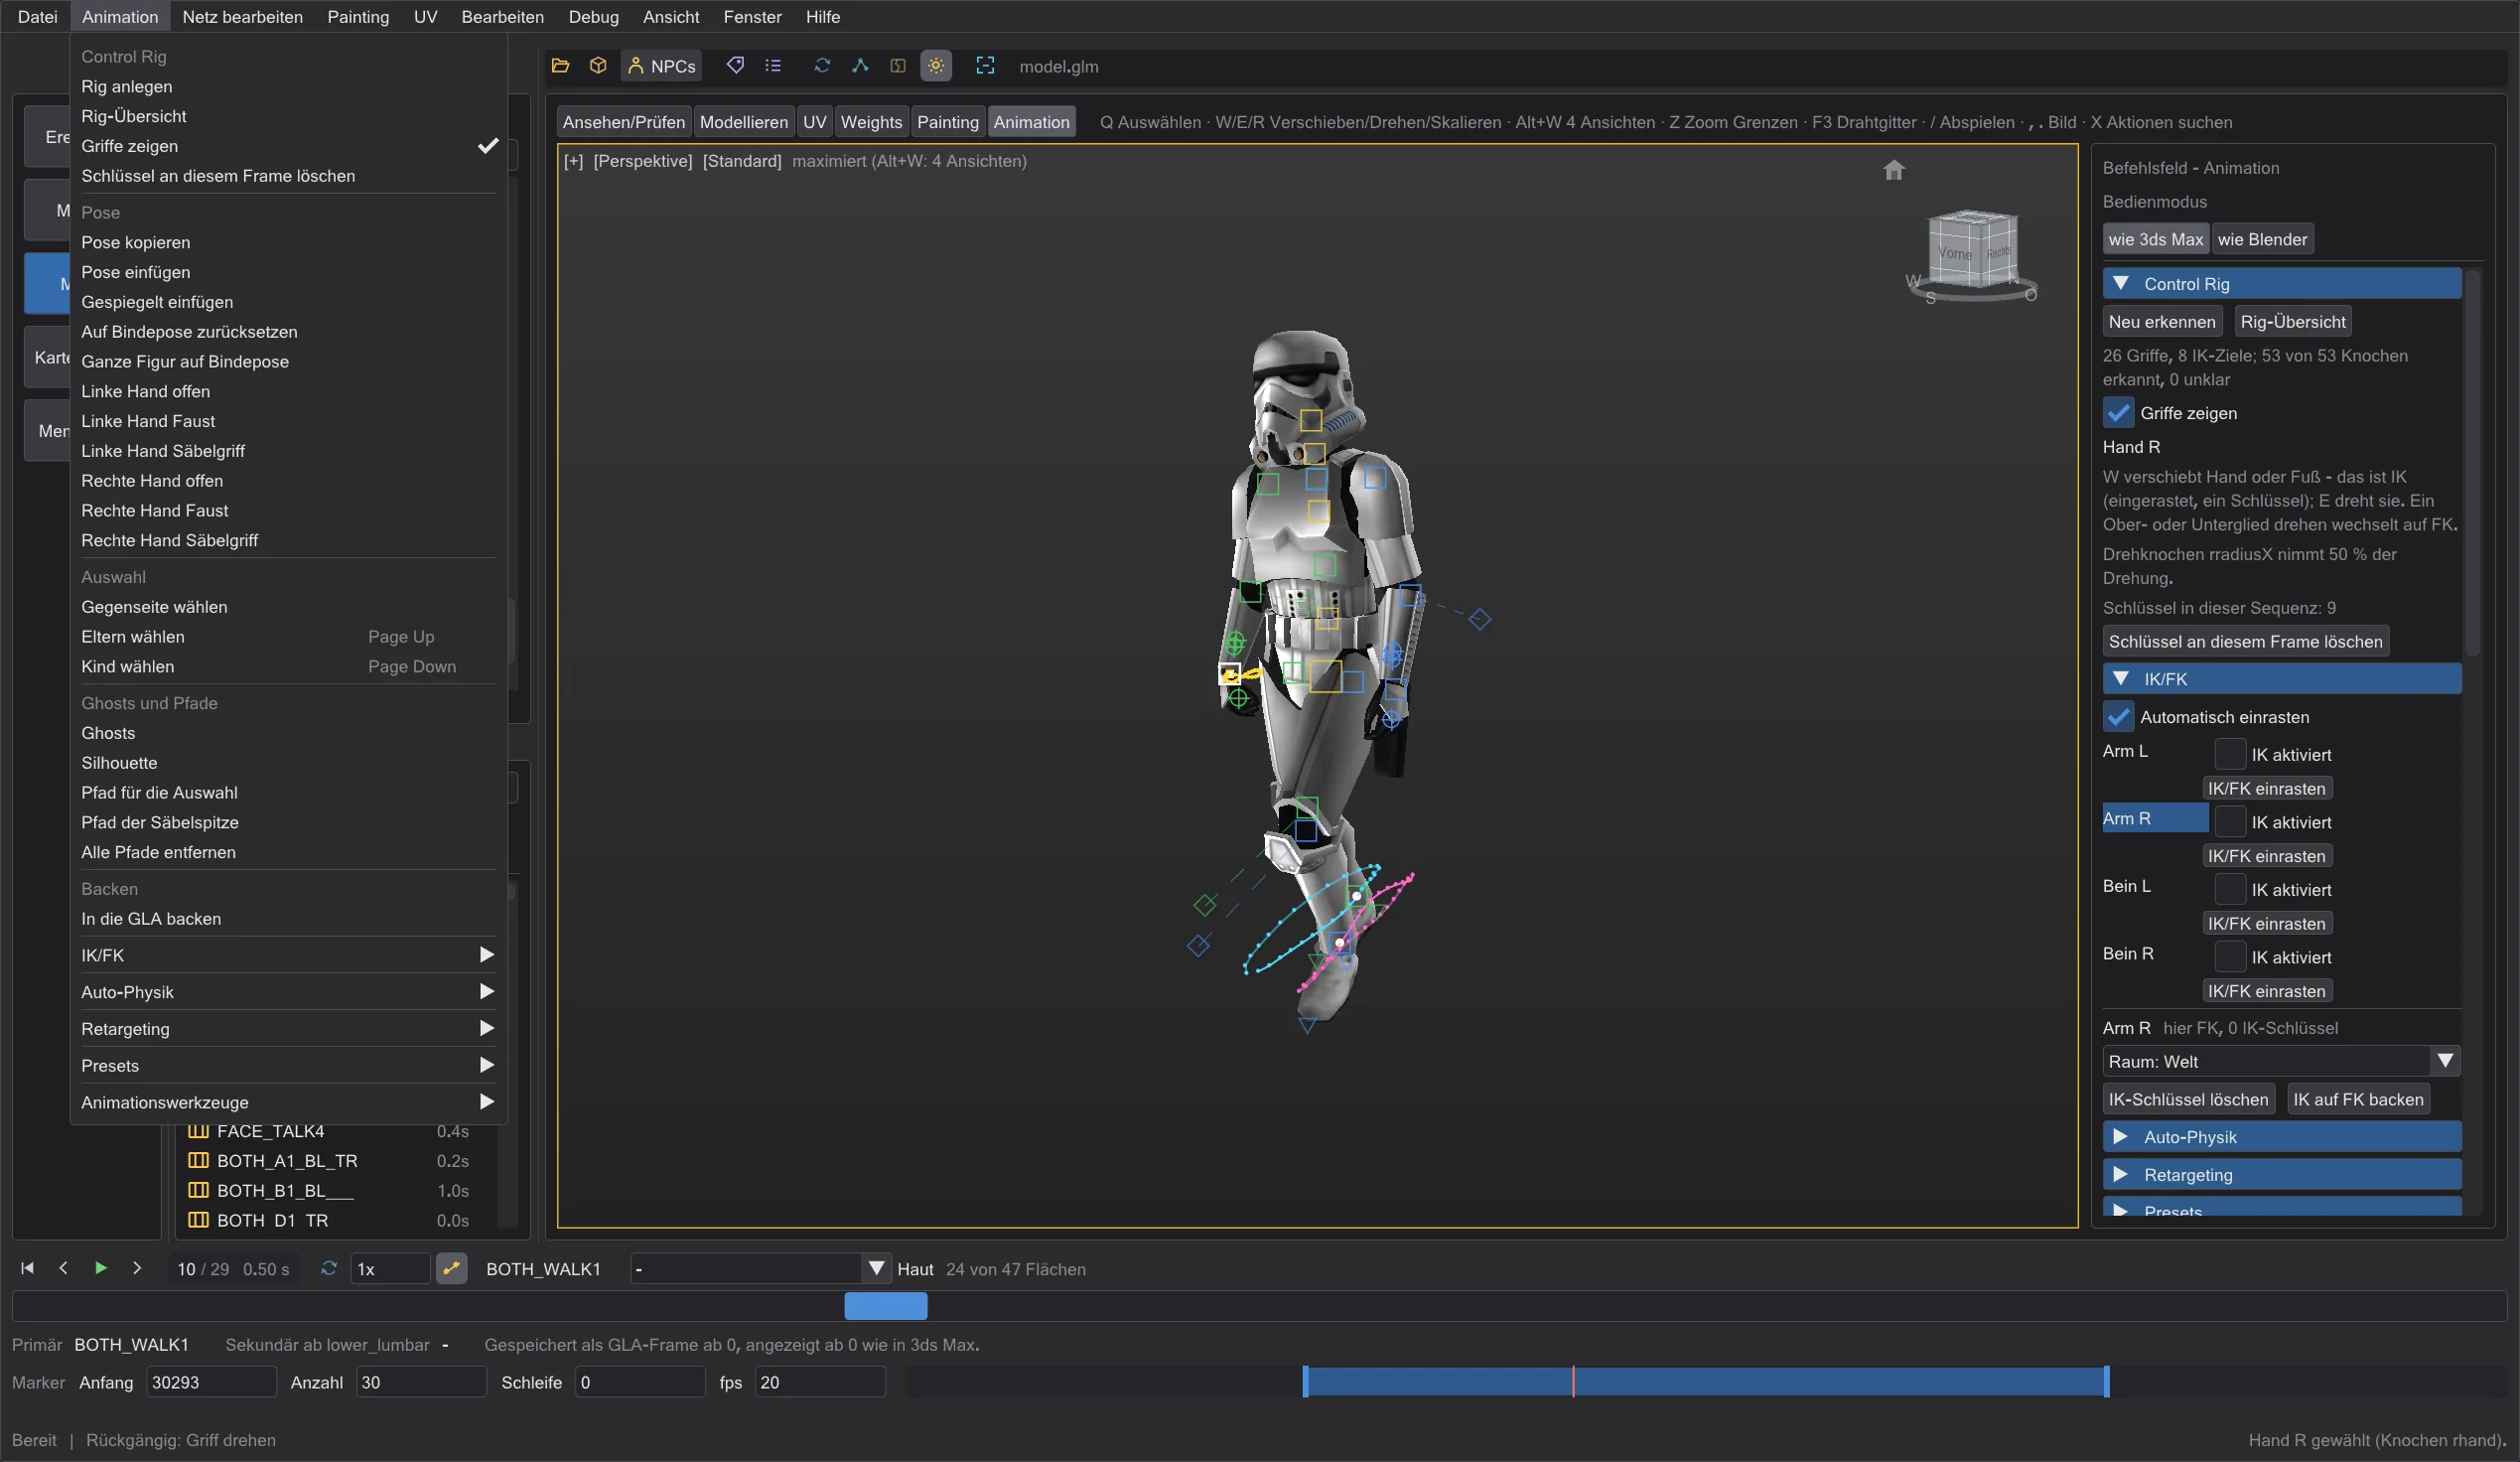 Datei Animation Netz bearbeiten Painting UV Bearbeiten Debug Ansicht Fenster Hilfe
Control Rig
Rig anlegen
Rig-Übersicht
Griffe zeigen
Schlüssel an diesem Frame löschen
Pose
Pose kopieren
Pose einfügen
Gespiegelt einfügen
Auf Bindepose zurücksetzen
Ganze Figur auf Bindepose
Linke Hand offen
Linke Hand Faust
Linke Hand Säbelgriff
Rechte Hand offen
Rechte Hand Faust
Rechte Hand Säbelgriff
Auswahl
Gegenseite wählen
Eltern wählen Page Up
Kind wählen Page Down
Ghosts und Pfade
Ghosts
Silhouette
Pfad für die Auswahl
Pfad der Säbelspitze
Alle Pfade entfernen
Backen
In die GLA backen
IK/FK
Auto-Physik
Retargeting
Presets
Animationswerkzeuge
FACE_TALK4 0.4s
BOTH_A1_BL_TR 0.2s
BOTH_B1_BL___ 1.0s
BOTH_D1_TR 0.0s
NPCs model.glm
Ansehen/Prüfen Modellieren UV Weights Painting Animation Q Auswählen · W/E/R Verschieben/Drehen/Skalieren · Alt+W 4 Ansichten · Z Zoom Grenzen · F3 Drahtgitter · / Abspielen · , . Bild · X Aktionen suchen
[+] [Perspektive] [Standard] maximiert (Alt+W: 4 Ansichten)
Vorne Rechts
W N
S O
Befehlsfeld - Animation
Bedienmodus
wie 3ds Max wie Blender
Control Rig
Neu erkennen Rig-Übersicht
26 Griffe, 8 IK-Ziele; 53 von 53 Knochen
erkannt, 0 unklar
Griffe zeigen
Hand R
W verschiebt Hand oder Fuß - das ist IK
(eingerastet, ein Schlüssel); E dreht sie. Ein
Ober- oder Unterglied drehen wechselt auf FK.
Drehknochen rradiusX nimmt 50 % der
Drehung.
Schlüssel in dieser Sequenz: 9
Schlüssel an diesem Frame löschen
IK/FK
Automatisch einrasten
Arm L IK aktiviert
IK/FK einrasten
Arm R IK aktiviert
IK/FK einrasten
Bein L IK aktiviert
IK/FK einrasten
Bein R IK aktiviert
IK/FK einrasten
Arm R hier FK, 0 IK-Schlüssel
Raum: Welt
IK-Schlüssel löschen IK auf FK backen
Auto-Physik
Retargeting
Presets
10 / 29 0.50 s 1x BOTH_WALK1 - Haut 24 von 47 Flächen
Primär BOTH_WALK1 Sekundär ab lower_lumbar - Gespeichert als GLA-Frame ab 0, angezeigt ab 0 wie in 3ds Max.
Marker Anfang 30293 Anzahl 30 Schleife 0 fps 20
Bereit | Rückgängig: Griff drehen
Hand R gewählt (Knochen rhand).